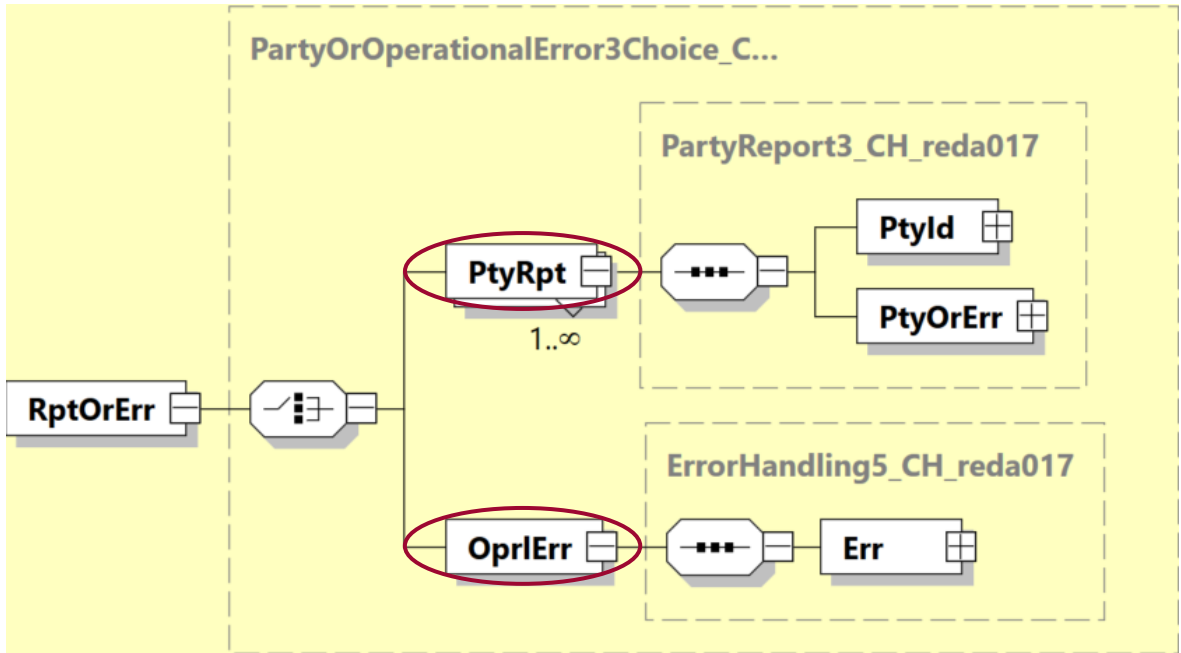 PartyOrOperationalError3Choice_C...
PartyReport3_CH_reda017
PtyId
PtyRpt
PtyOrErr
1..∞
RptOrErr
ErrorHandling5_CH_reda017
OprlErr
Err